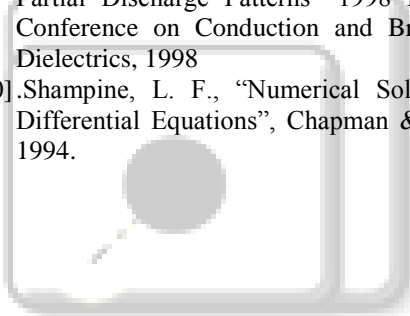 Partial Discharge Patterns" 1998 I
Conference on Conduction and Br
Dielectrics, 1998
0].Shampine, L. F., "Numerical Sol
Differential Equations", Chapman &
1994.